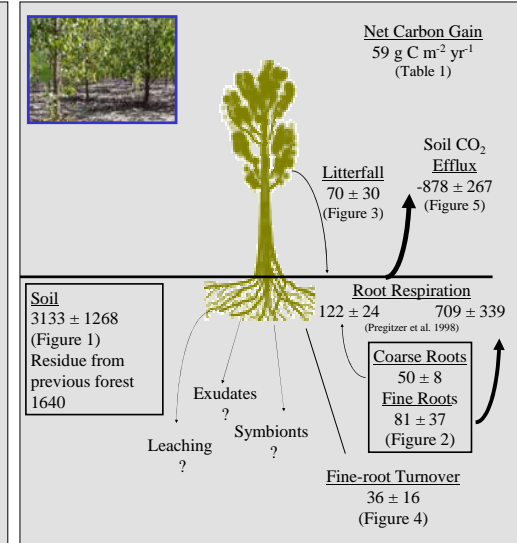 Net Carbon Gain
59 g C m⁻² yr⁻¹
(Table 1)
Soil CO₂
Efflux
-878 ± 267
(Figure 5)
Litterfall
70 ± 30
(Figure 3)
Soil
3133 ± 1268
(Figure 1)
Residue from
previous forest
1640
Root Respiration
122 ± 24 709 ± 339
(Pregitzer et al. 1998)
Coarse Roots
50 ± 8
Fine Roots
81 ± 37
(Figure 2)
Exudates
?
Symbionts
?
Leaching
?
Fine-root Turnover
36 ± 16
(Figure 4)